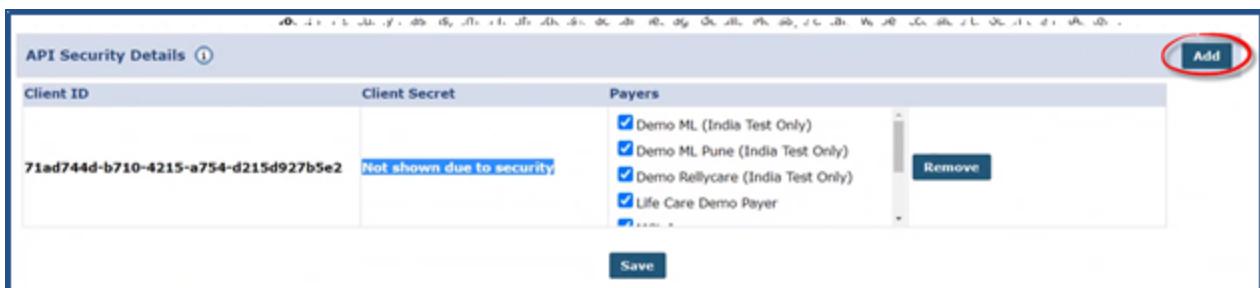 API Security Details
Add
Client ID Client Secret Payers
Demo ML (India Test Only)
Demo ML Pune (India Test Only)
71ad744d-b710-4215-a754-d215d927b5e2 Not shown due to security Demo Rellycare (India Test Only) Remove
Life Care Demo Payer
Save